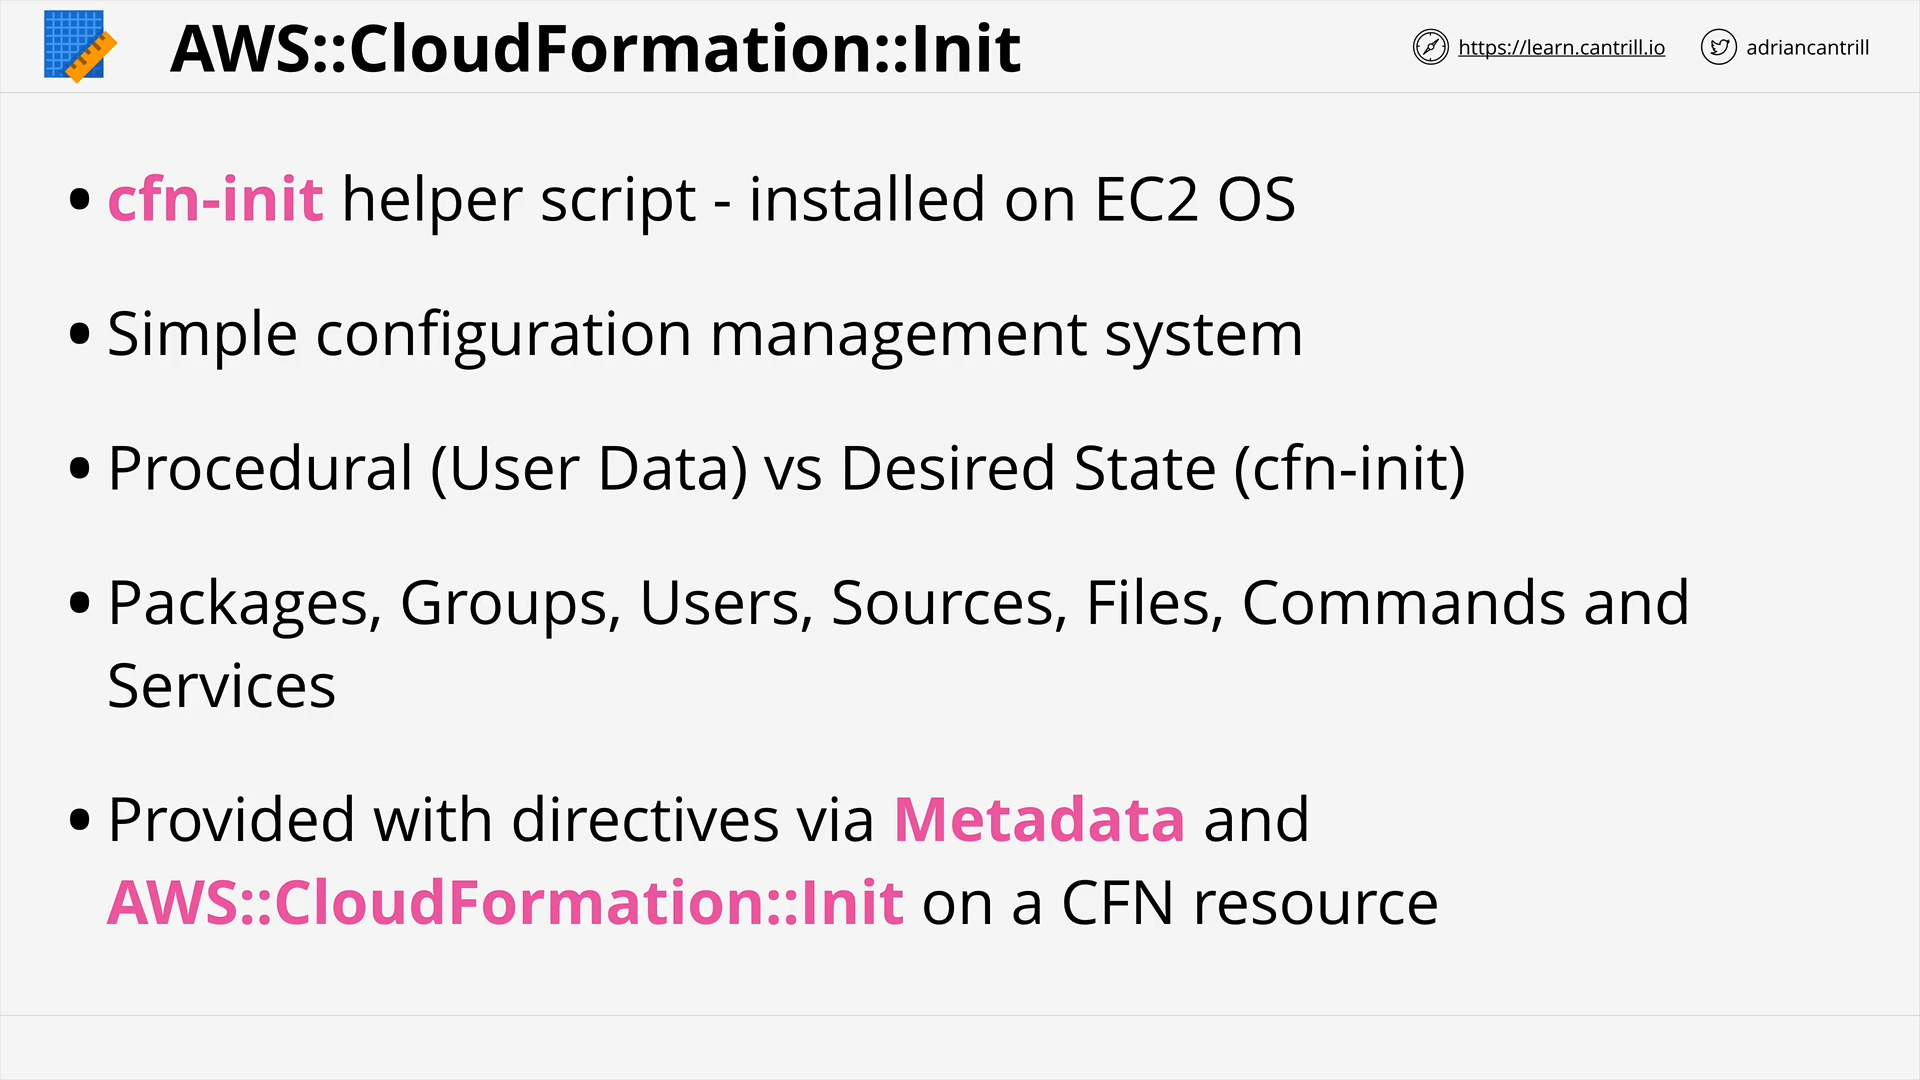 AWS::CloudFormation::Init
https://learn.cantrill.io
adriancantrill
• cfn-init helper script - installed on EC2 OS
• Simple configuration management system
• Procedural (User Data) vs Desired State (cfn-init)
• Packages, Groups, Users, Sources, Files, Commands and
Services
• Provided with directives via Metadata and
AWS::CloudFormation::Init on a CFN resource